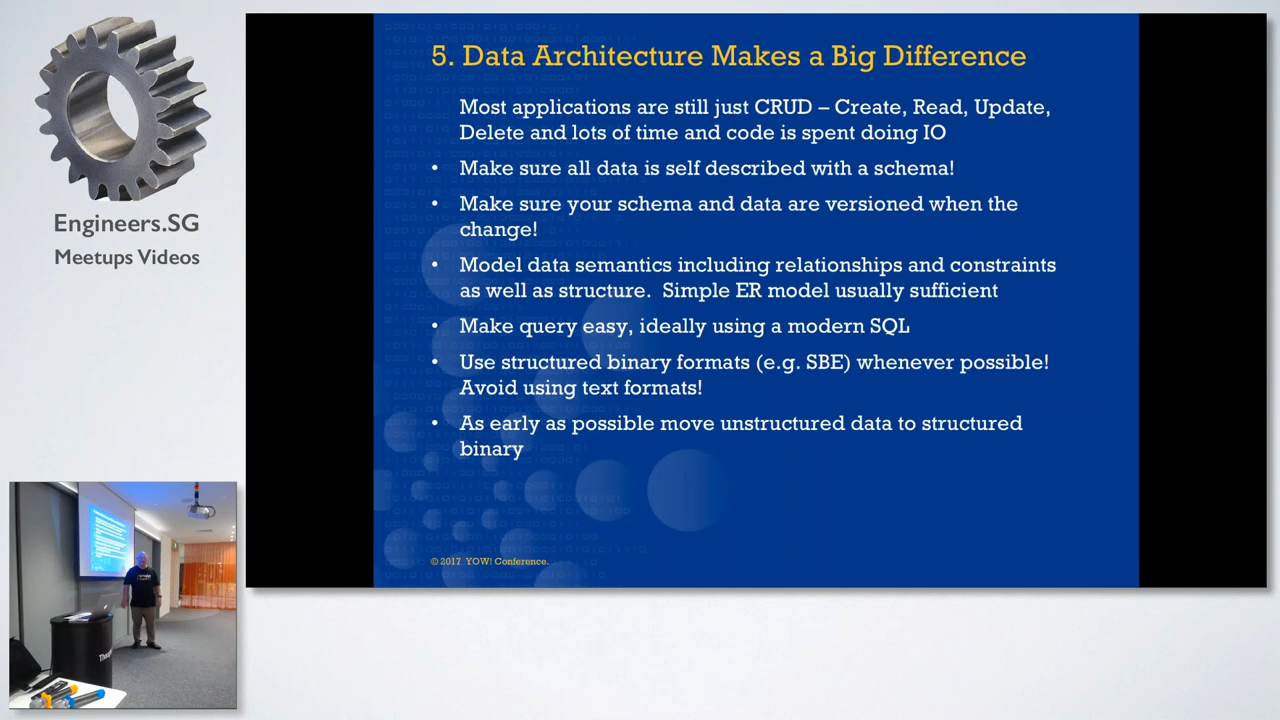 Engineers.SG
Meetups Videos
5. Data Architecture Makes a Big Difference
Most applications are still just CRUD – Create, Read, Update,
Delete and lots of time and code is spent doing IO
• Make sure all data is self described with a schema!
• Make sure your schema and data are versioned when the
change!
• Model data semantics including relationships and constraints
as well as structure.  Simple ER model usually sufficient
• Make query easy, ideally using a modern SQL
• Use structured binary formats (e.g. SBE) whenever possible!
Avoid using text formats!
• As early as possible move unstructured data to structured
binary
© 2017 YOW! Conference.